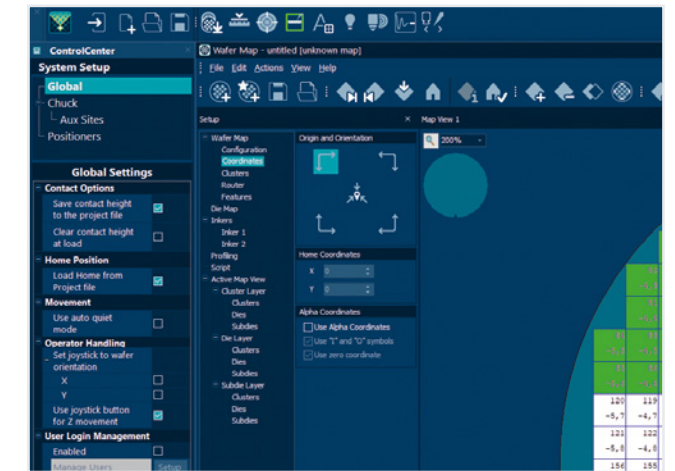 ControlCenter
System Setup
Global
Chuck
Aux Sites
Positioners
Global Settings
Contact Options
Save contact height
to the project file
Clear contact height
at load
Home Position
Load Home from
Project file
Movement
Use auto quiet
mode
Operator Handling
Set joystick to wafer
orientation
X
Y
Use joystick button
for Z movement
User Login Management
Enabled
Manage Users
Setup
Wafer Map - untitled [unknown map]
File Edit Actions View Help
Setup
Wafer Map
Configuration
Coordinates
Clusters
Router
Features
Die Map
Inkers
Inker 1
Inker 2
Profiling
Script
Active Map View
Cluster Layer
Clusters
Dies
Subdies
Die Layer
Clusters
Dies
Subdies
Subdie Layer
Clusters
Dies
Subdies
Origin and Orientation
Home Coordinates
X 0
Y 0
Alpha Coordinates
Use Alpha Coordinates
Use "I" and "O" symbols
Use zero coordinate
Map View 1
200%
120 119
-5,7 -4,7
121 122
-5,8 -4,8
156 155